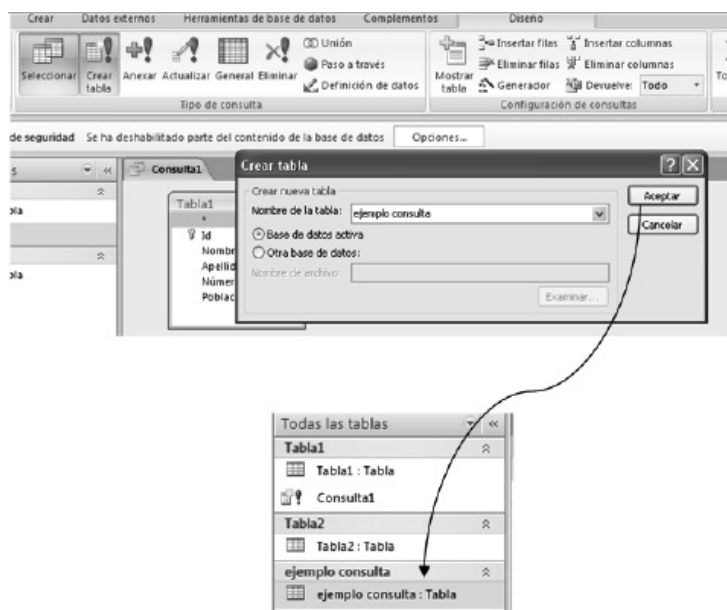 Crear Datos externos Herramientas de base de datos Complementos Diseño
Seleccionar Crear tabla Anexar Actualizar General Eliminar
Unión
Paso a través
Definición de datos
Tipo de consulta
Mostrar tabla
Insertar filas
Eliminar filas
Generador
Insertar columnas
Eliminar columnas
Devuelve: Todo
Configuración de consultas
de seguridad Se ha deshabilitado parte del contenido de la base de datos Opciones...
Consulta1
Tabla1
*
Id
Nombr
Apellid
Númer
Poblac
Crear tabla
Crear nueva tabla
Nombre de la tabla: ejemplo consulta
Base de datos activa
Otra base de datos:
Nombre de archivo:
Examinar...
Aceptar
Cancelar
Todas las tablas
Tabla1
Tabla1 : Tabla
Consulta1
Tabla2
Tabla2 : Tabla
ejemplo consulta
ejemplo consulta : Tabla